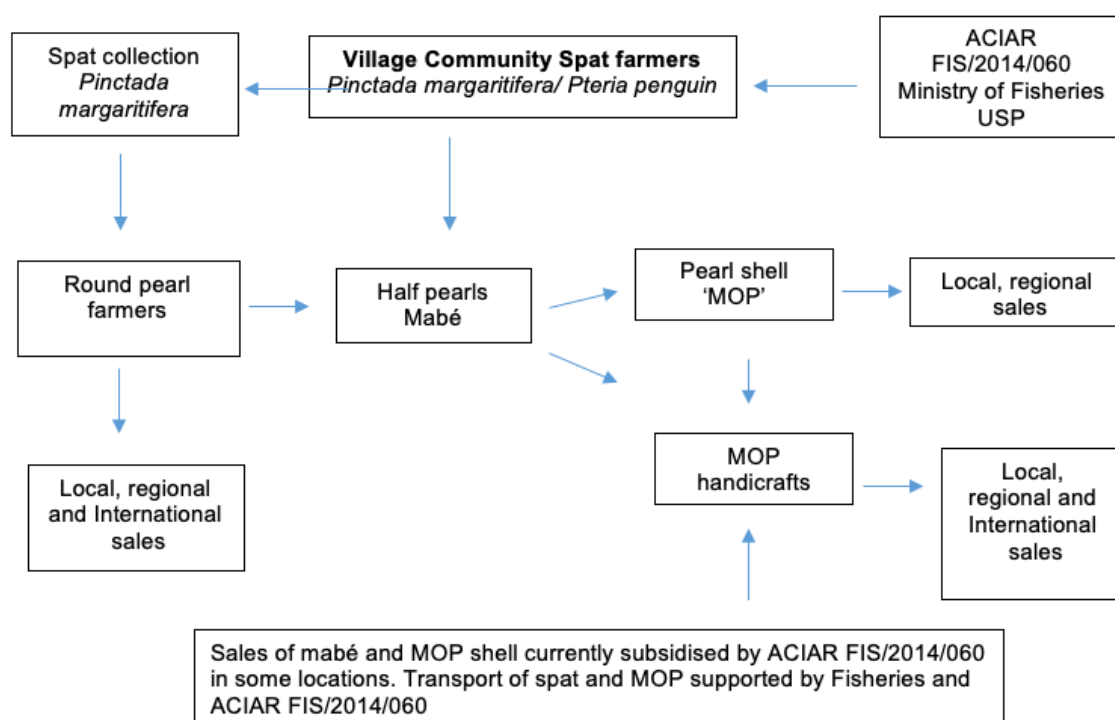 Spat collection
Pinctada
margaritifera
Village Community Spat farmers
Pinctada margaritifera/ Pteria penguin
ACIAR
FIS/2014/060
Ministry of Fisheries
USP
Round pearl
farmers
Half pearls
Mabé
Pearl shell
‘MOP’
Local, regional
sales
Local, regional
and International
sales
MOP
handicrafts
Local,
regional and
International
sales
Sales of mabé and MOP shell currently subsidised by ACIAR FIS/2014/060
in some locations. Transport of spat and MOP supported by Fisheries and
ACIAR FIS/2014/060